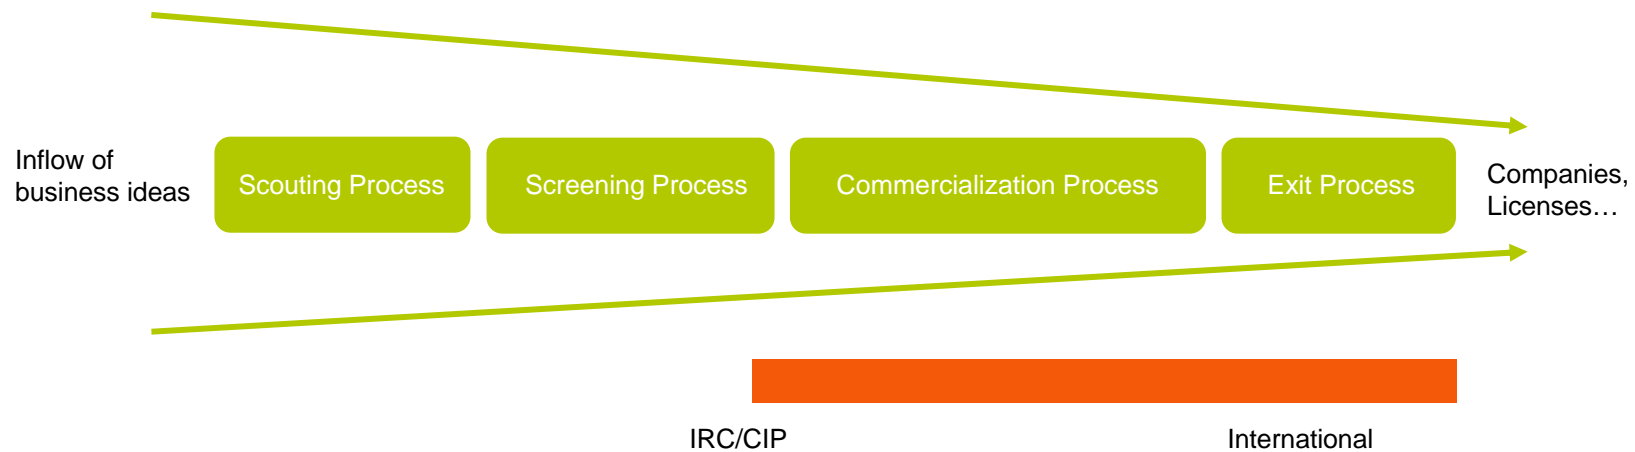 Inflow of
business ideas
Scouting Process
Screening Process
Commercialization Process
Exit Process
Companies,
Licenses…
IRC/CIP
International